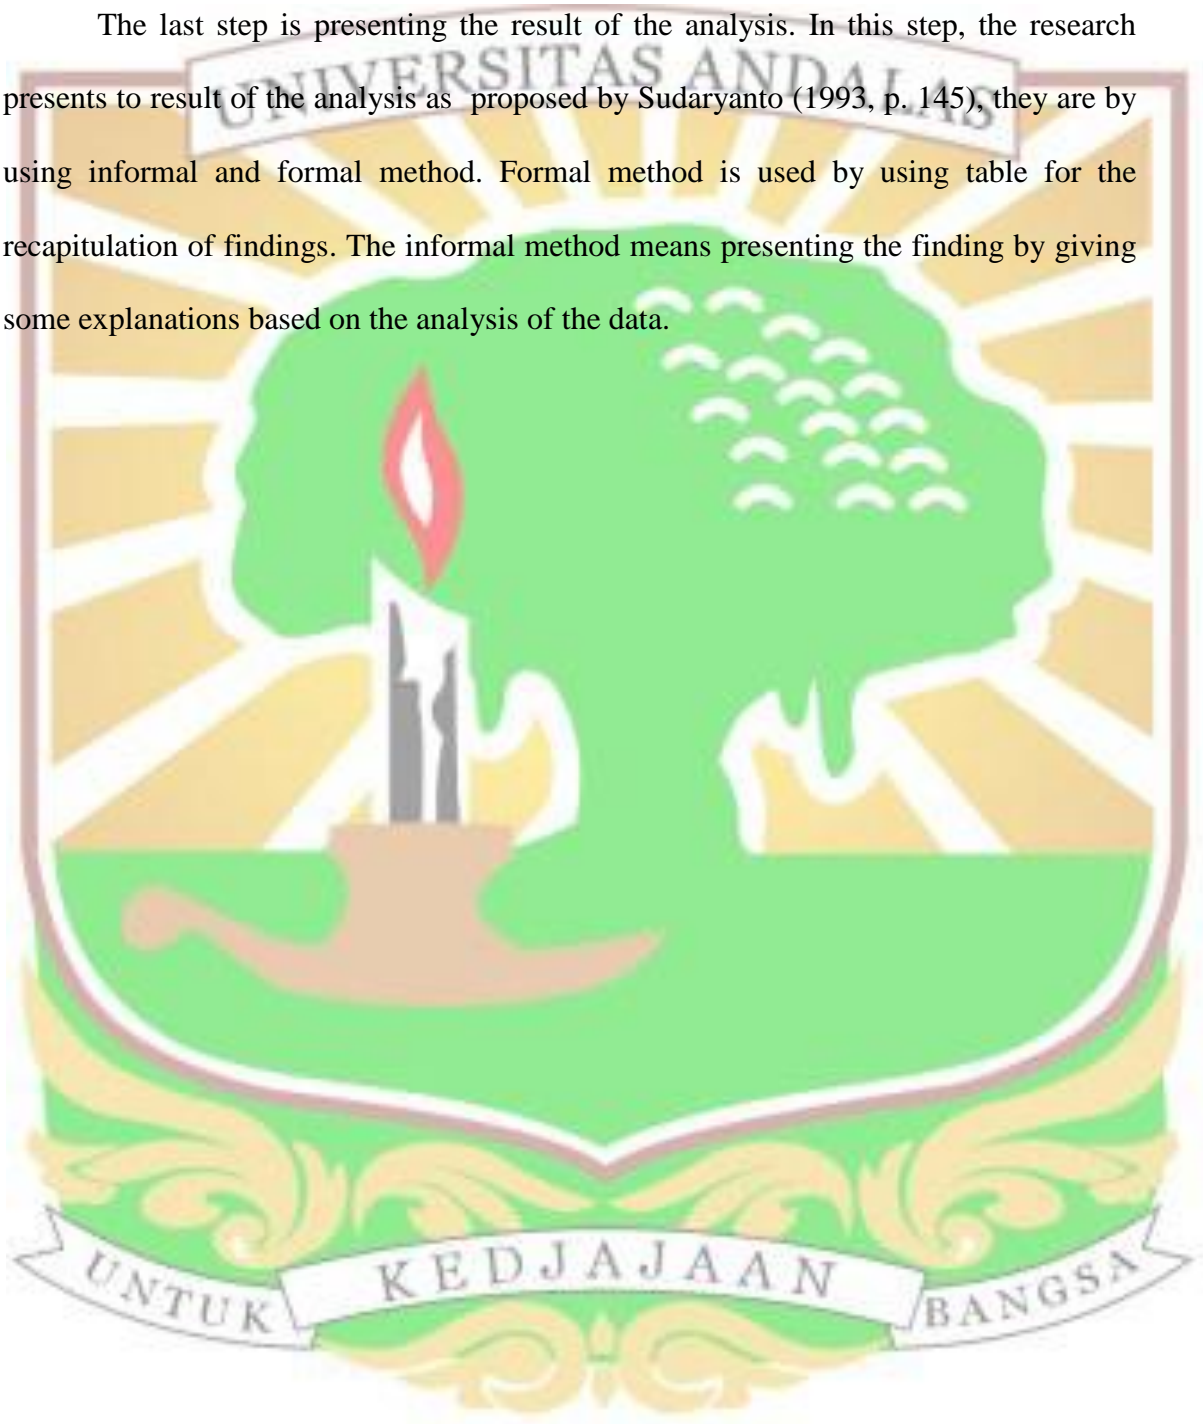 The last step is presenting the result of the analysis. In this step, the research
UNIVERSITAS ANDALAS
presents to result of the analysis as proposed by Sudaryanto (1993, p. 145), they are by
using informal and formal method. Formal method is used by using table for the
recapitulation of findings. The informal method means presenting the finding by giving
some explanations based on the analysis of the data.
UNTUK KEDJAJAAN BANGSA